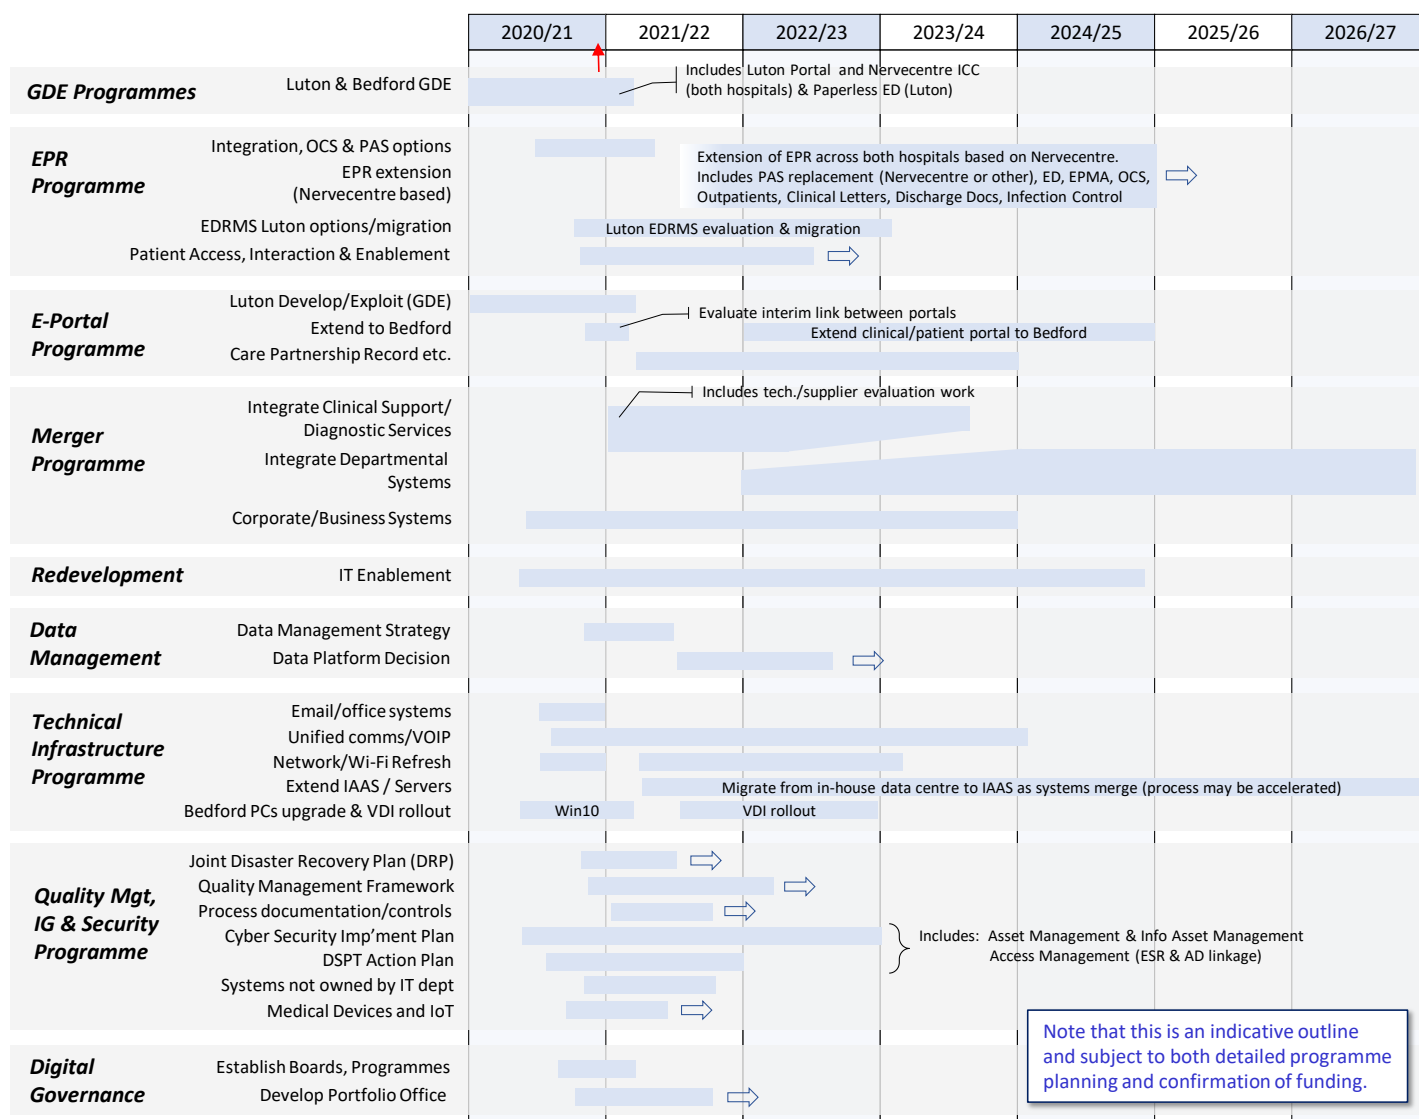 2020/21 2021/22 2022/23 2023/24 2024/25 2025/26 2026/27
GDE Programmes
Luton & Bedford GDE
Includes Luton Portal and Nervecentre ICC
(both hospitals) & Paperless ED (Luton)
EPR
Programme
Integration, OCS & PAS options
EPR extension
(Nervecentre based)
Extension of EPR across both hospitals based on Nervecentre.
Includes PAS replacement (Nervecentre or other), ED, EPMA, OCS,
Outpatients, Clinical Letters, Discharge Docs, Infection Control
EDRMS Luton options/migration
Luton EDRMS evaluation & migration
Patient Access, Interaction & Enablement
E-Portal
Programme
Luton Develop/Exploit (GDE)
Evaluate interim link between portals
Extend to Bedford
Extend clinical/patient portal to Bedford
Care Partnership Record etc.
Merger
Programme
Includes tech./supplier evaluation work
Integrate Clinical Support/
Diagnostic Services
Integrate Departmental
Systems
Corporate/Business Systems
Redevelopment
IT Enablement
Data
Management
Data Management Strategy
Data Platform Decision
Technical
Infrastructure
Programme
Email/office systems
Unified comms/VOIP
Network/Wi-Fi Refresh
Extend IAAS / Servers
Migrate from in-house data centre to IAAS as systems merge (process may be accelerated)
Bedford PCs upgrade & VDI rollout
Win10
VDI rollout
Quality Mgt,
IG & Security
Programme
Joint Disaster Recovery Plan (DRP)
Quality Management Framework
Process documentation/controls
Cyber Security Imp'ment Plan
DSPT Action Plan
Includes: Asset Management & Info Asset Management
Access Management (ESR & AD linkage)
Systems not owned by IT dept
Medical Devices and IoT
Digital
Governance
Establish Boards, Programmes
Develop Portfolio Office
Note that this is an indicative outline
and subject to both detailed programme
planning and confirmation of funding.